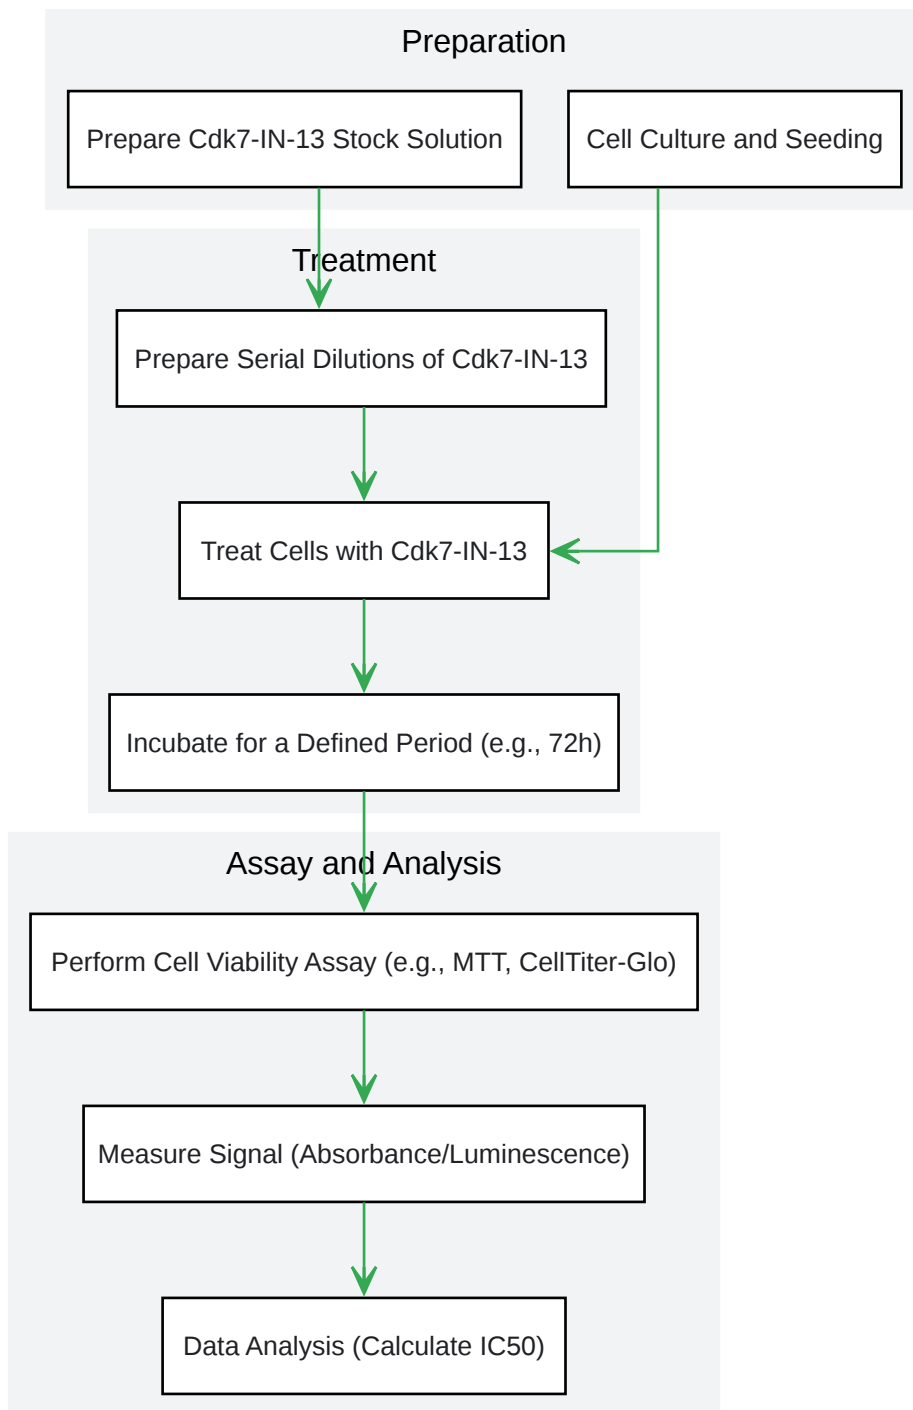 Preparation
Prepare Cdk7-IN-13 Stock Solution
Cell Culture and Seeding
Treatment
Prepare Serial Dilutions of Cdk7-IN-13
Treat Cells with Cdk7-IN-13
Incubate for a Defined Period (e.g., 72h)
Assay and Analysis
Perform Cell Viability Assay (e.g., MTT, CellTiter-Glo)
Measure Signal (Absorbance/Luminescence)
Data Analysis (Calculate IC50)